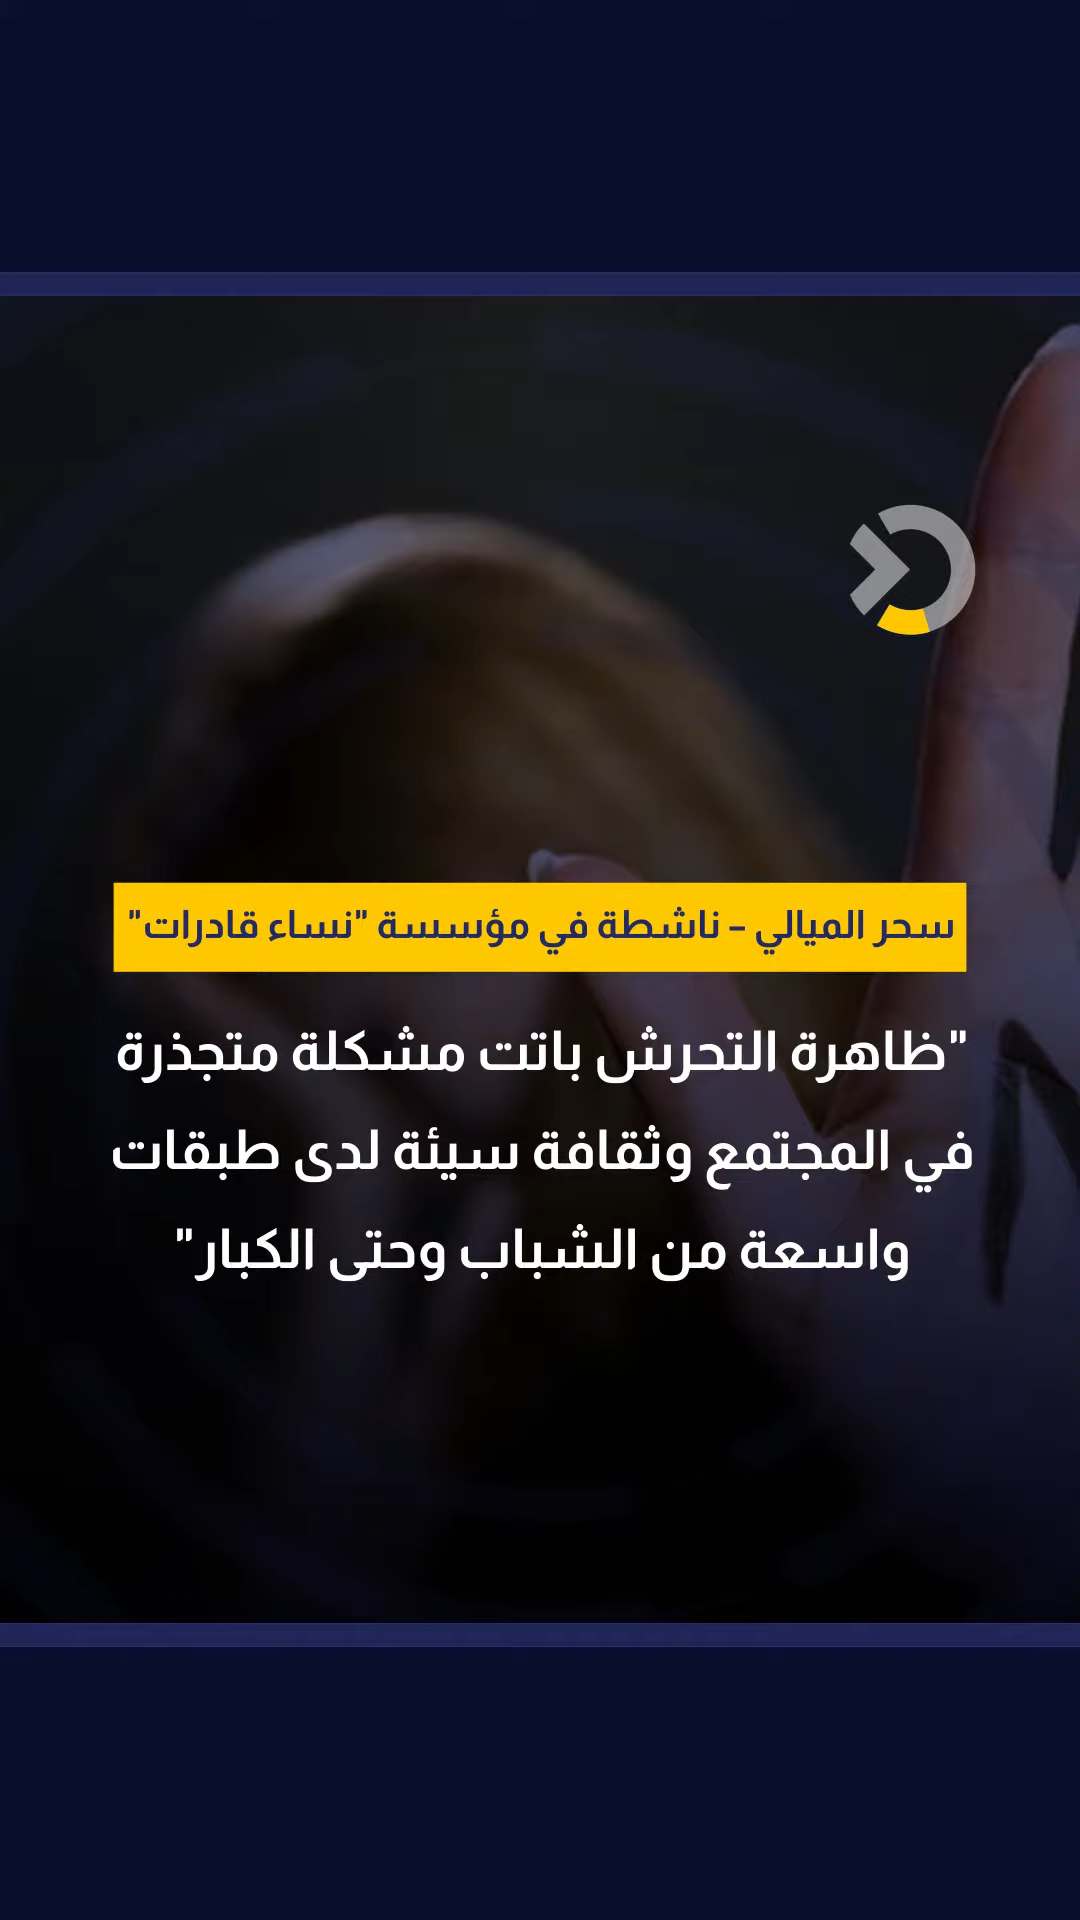 سحر الميالي – ناشطة في مؤسسة "نساء قادرات"
"ظاهرة التحرش باتت مشكلة متجذرة
في المجتمع وثقافة سيئة لدى طبقات
واسعة من الشباب وحتى الكبار"